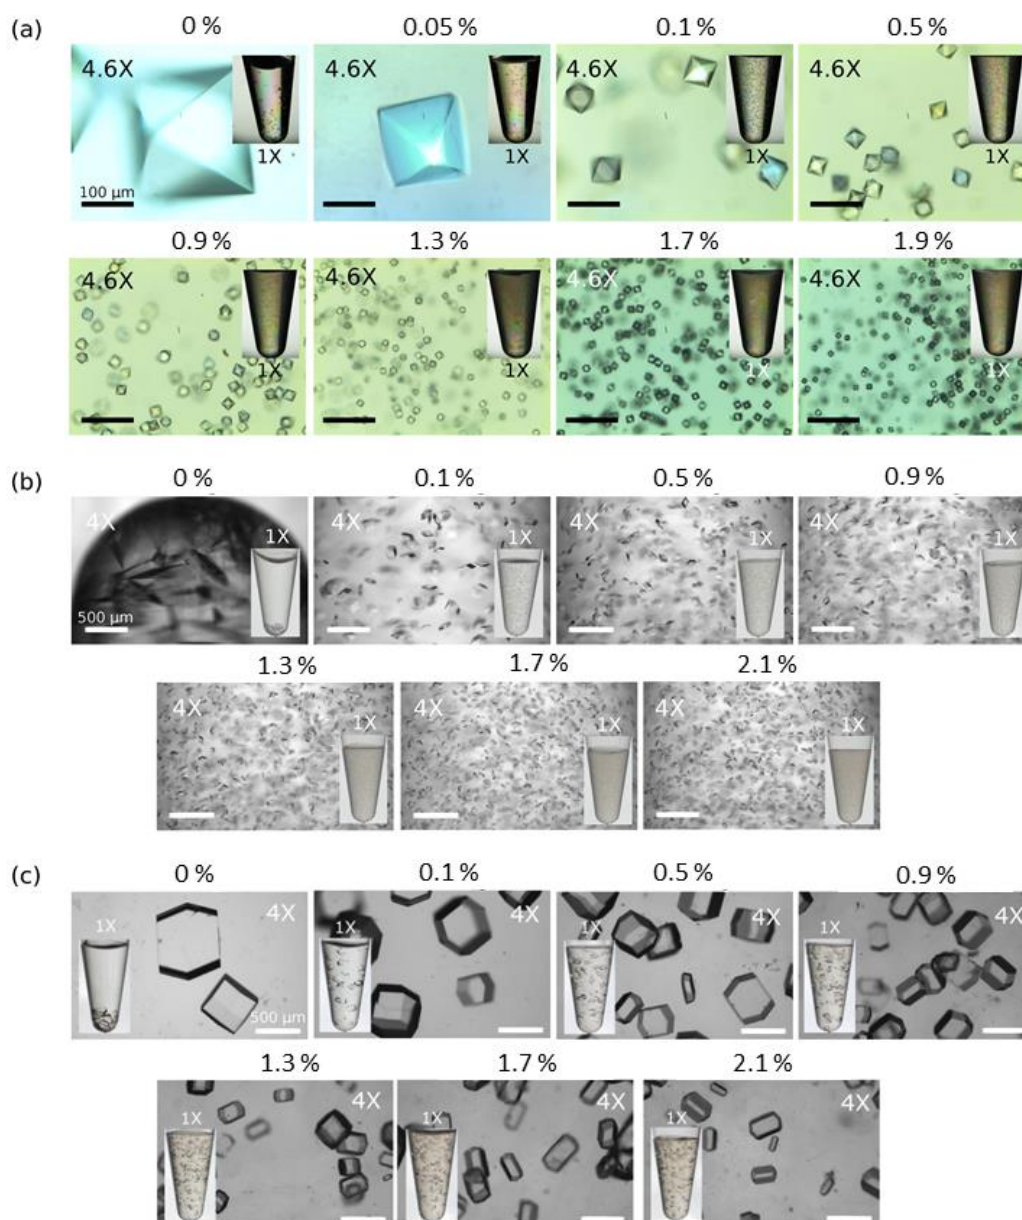 (a)
0 % 0.05 % 0.1 % 0.5 %
4.6X 4.6X 4.6X 4.6X
1X 1X 1X 1X
100 µm
0.9 % 1.3 % 1.7 % 1.9 %
4.6X 4.6X 4.6X 4.6X
1X 1X 1X 1X
(b)
0 % 0.1 % 0.5 % 0.9 %
4X 4X 4X 4X
1X 1X 1X 1X
500 µm
1.3 % 1.7 % 2.1 %
4X 4X 4X
1X 1X 1X
(c)
0 % 0.1 % 0.5 % 0.9 %
1X 4X 1X 4X 1X 4X 1X 4X
500 µm
1.3 % 1.7 % 2.1 %
1X 4X 1X 4X 1X 4X